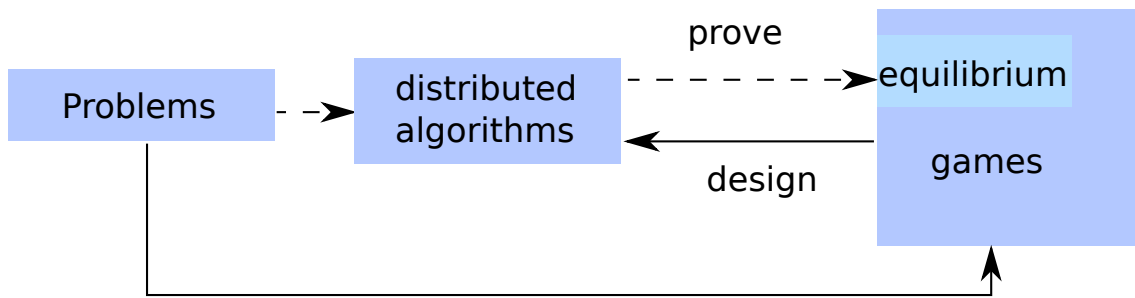 Problems
distributed
algorithms
prove
design
equilibrium
games